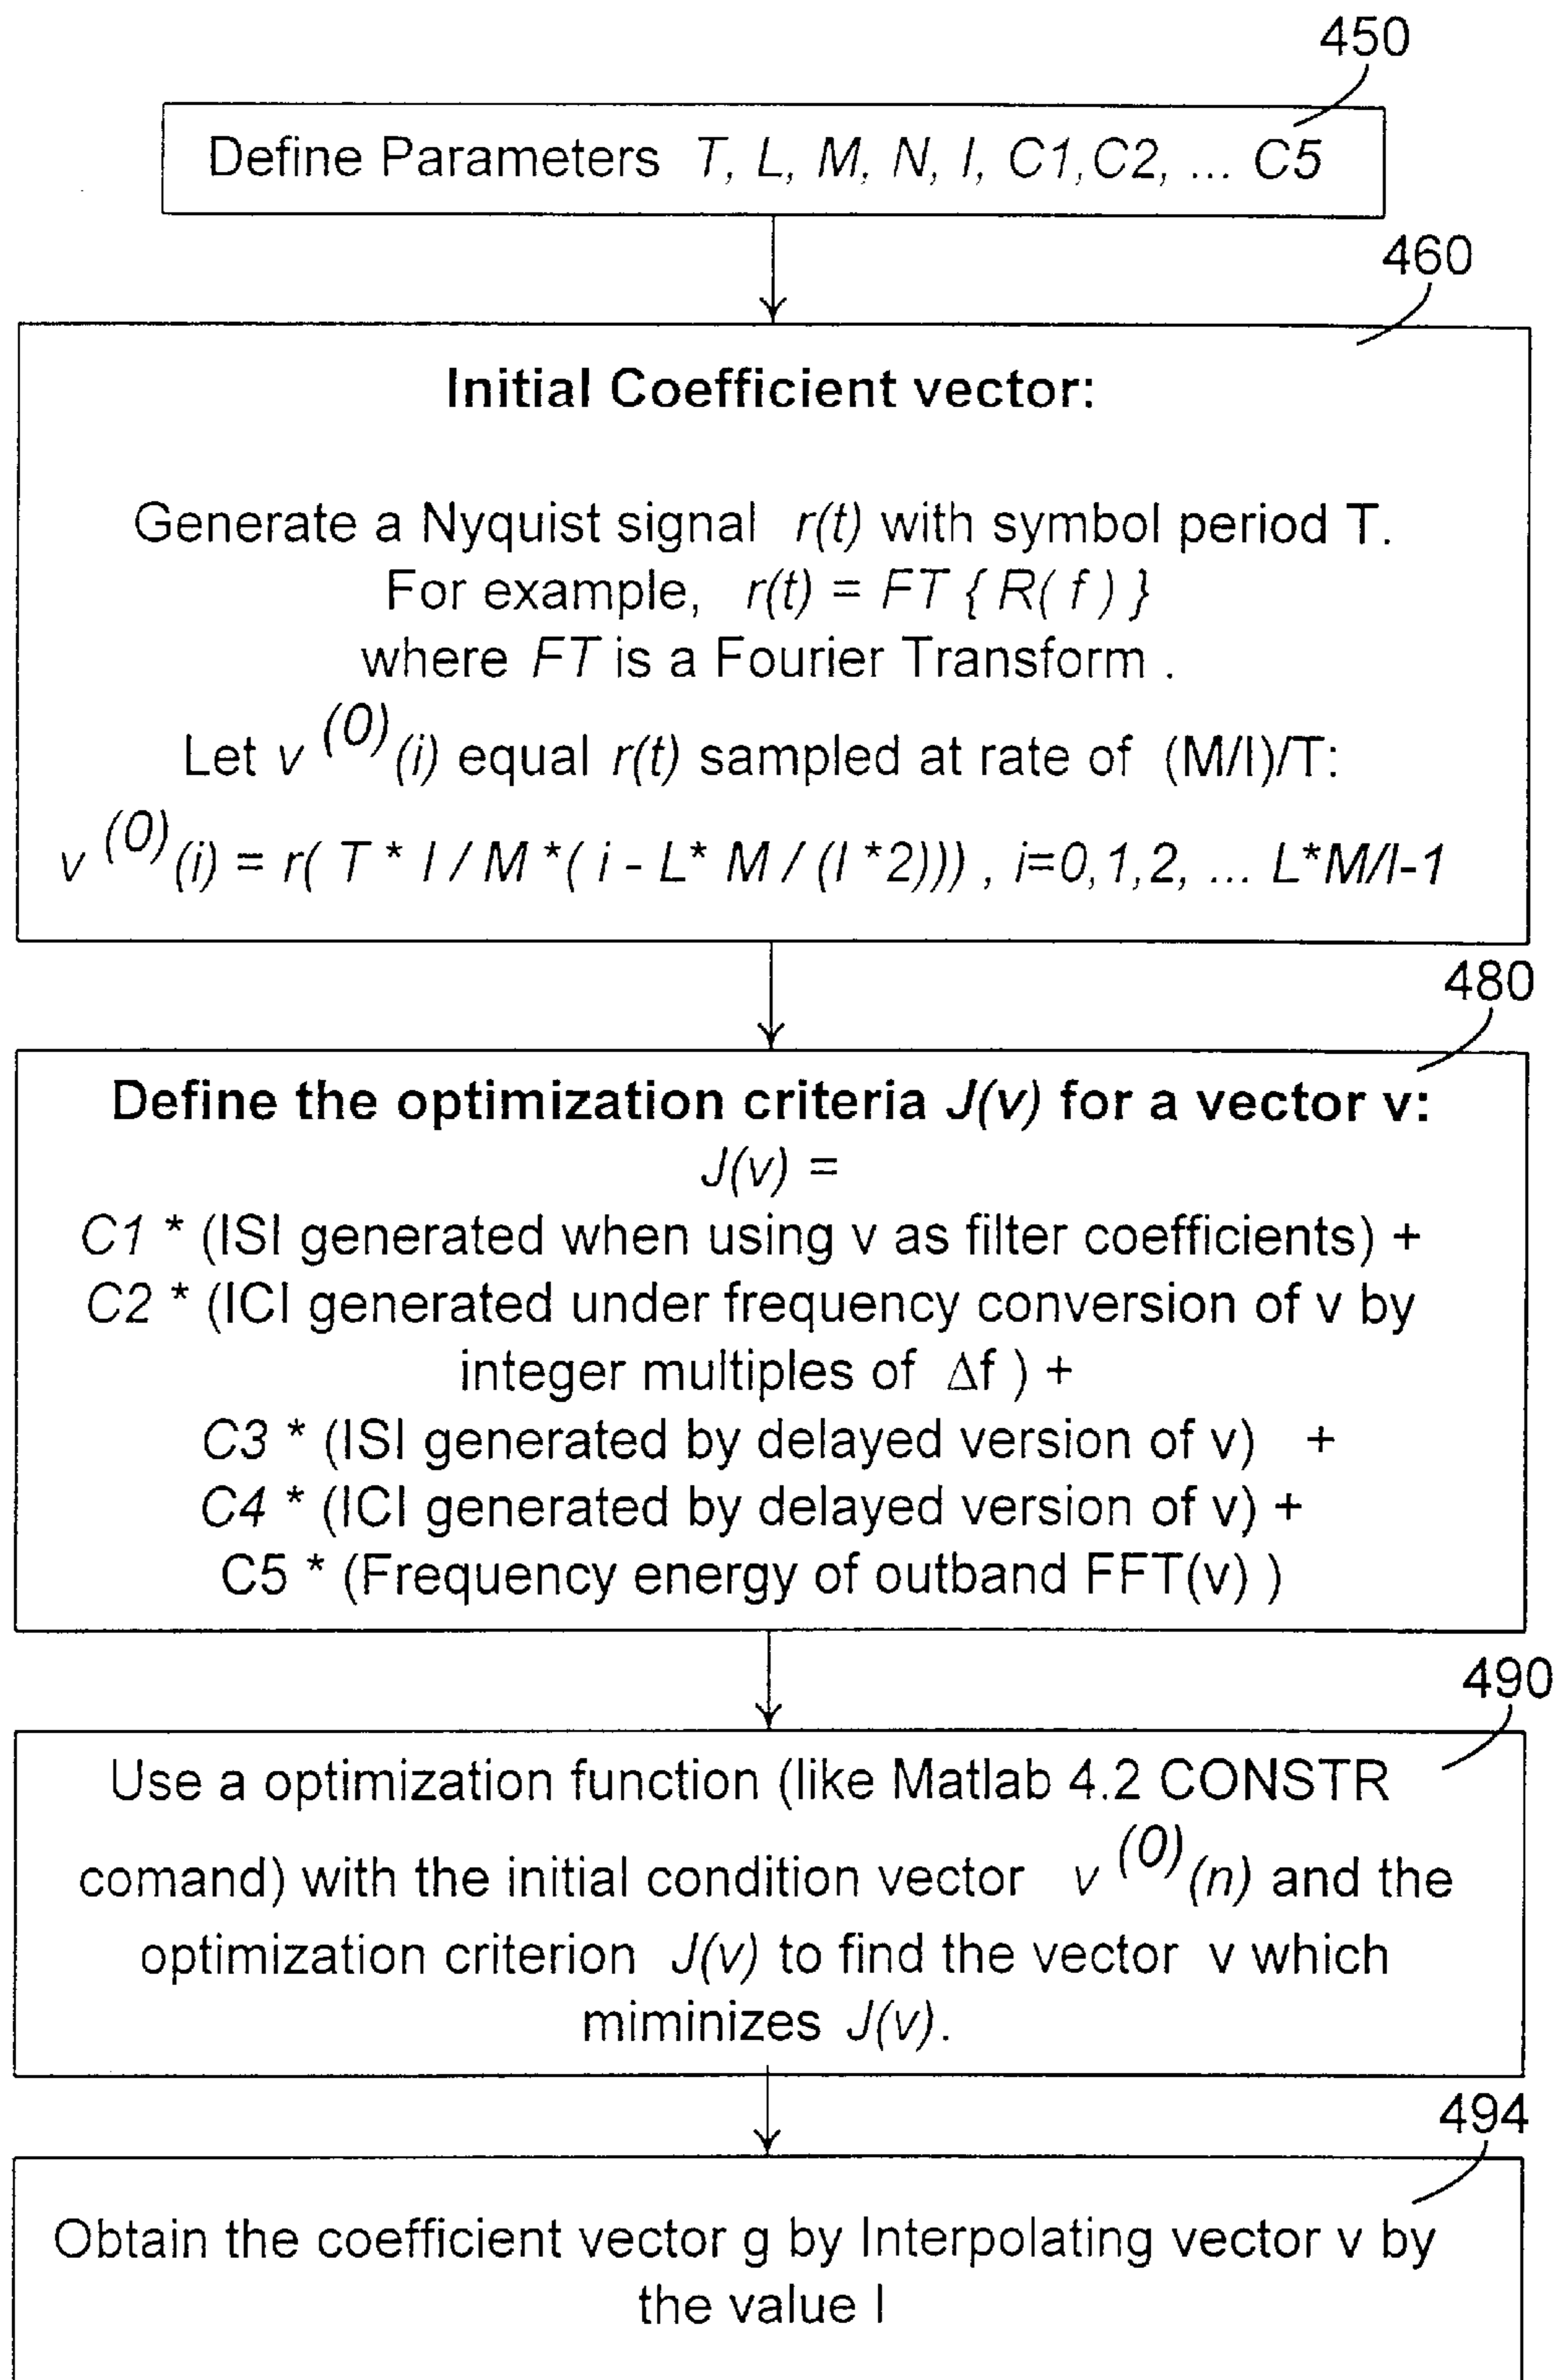 450
Define Parameters T, L, M, N, I, C1,C2, ... C5
460
Initial Coefficient vector:
Generate a Nyquist signal r(t) with symbol period T.
For example, r(t) = FT { R( f ) }
where FT is a Fourier Transform .
Let v (0) (i) equal r(t) sampled at rate of (M/I)/T:
v (0) (i) = r( T * I / M *( i - L* M / (I *2))) , i=0,1,2, ... L*M/I-1
480
Define the optimization criteria J(v) for a vector v:
J(v) =
C1 * (ISI generated when using v as filter coefficients) +
C2 * (ICI generated under frequency conversion of v by
integer multiples of Δf ) +
C3 * (ISI generated by delayed version of v) +
C4 * (ICI generated by delayed version of v) +
C5 * (Frequency energy of outband FFT(v) )
490
Use a optimization function (like Matlab 4.2 CONSTR
comand) with the initial condition vector v (0) (n) and the
optimization criterion J(v) to find the vector v which
miminizes J(v).
494
Obtain the coefficient vector g by Interpolating vector v by
the value I